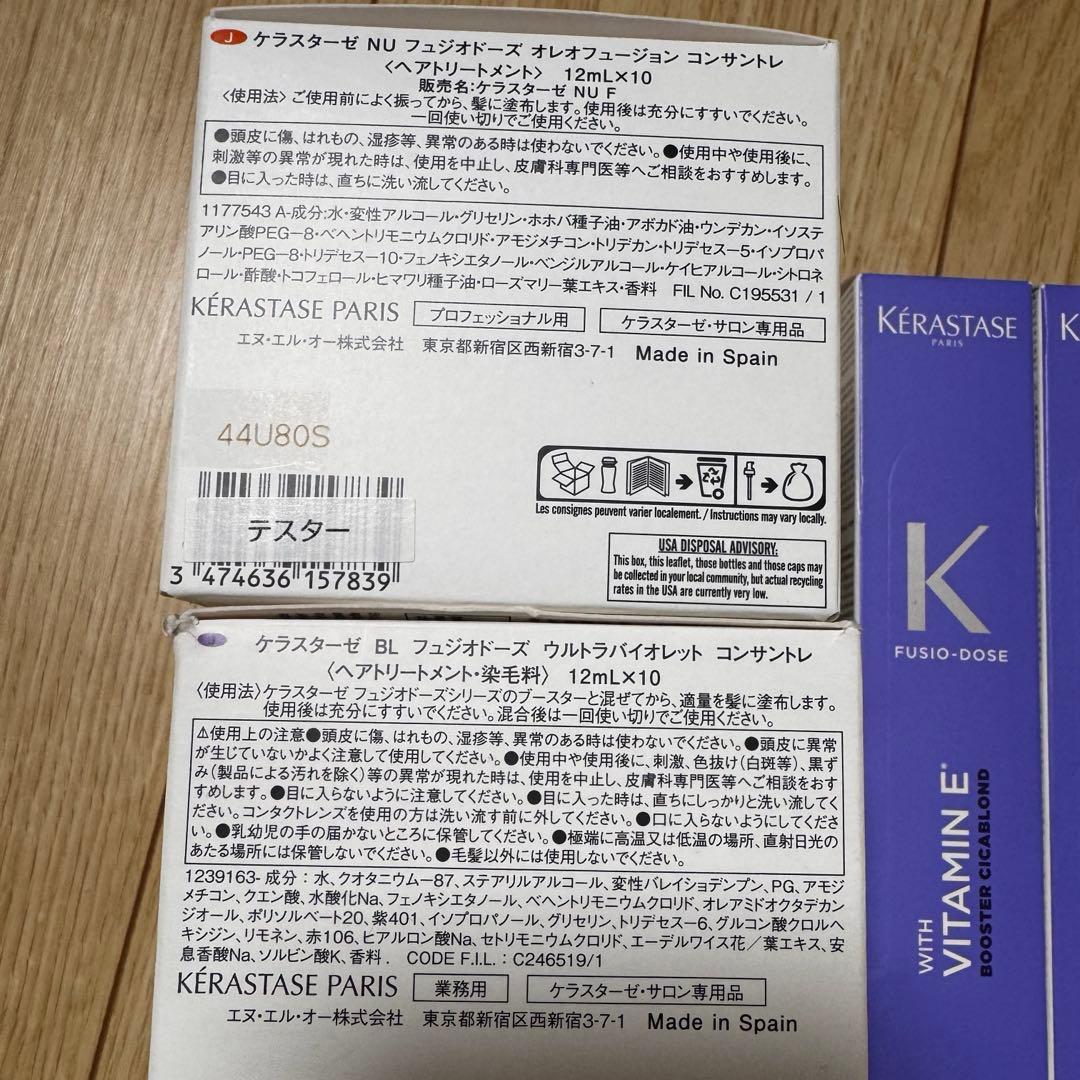 J ケラスターゼ NU フュジオドーズ オレオフュージョン コンサントレ
〈ヘアトリートメント〉 12mL×10
販売名:ケラスターゼ NU F
〈使用法〉ご使用前によく振ってから、髪に塗布します。使用後は充分にすすいでください。
一回使い切りでご使用ください。
●頭皮に傷、はれもの、湿疹等、異常のある時は使わないでください。●使用中や使用後に、
刺激等の異常が現れた時は、使用を中止し、皮膚科専門医等へご相談をおすすめします。
●目に入った時は、直ちに洗い流してください。
1177543 A-成分:水・変性アルコール・グリセリン・ホホバ種子油・アボカド油・ウンデカン・イソステ
アリン酸PEG-8・ベヘントリモニウムクロリド・アモジメチコン・トリデカン・トリデセス-5・イソプロパ
ノール・PEG-8・トリデセス-10・フェノキシエタノール・ベンジルアルコール・ケイヒアルコール・シトロネ
ロール・酢酸・トコフェロール・ヒマワリ種子油・ローズマリー葉エキス・香料 FIL No. C195531 / 1
KÉRASTASE PARIS プロフェッショナル用 ケラスターゼ・サロン専用品
エヌ・エル・オー株式会社 東京都新宿区西新宿3-7-1 Made in Spain
44U80S
Les consignes peuvent varier localement. / Instructions may vary locally.
テスター
3 474636 157839
USA DISPOSAL ADVISORY:
This box, this leaflet, those bottles and those caps may
be collected in your local community, but actual recycling
rates in the USA are currently very low.
J ケラスターゼ BL フュジオドーズ ウルトラバイオレット コンサントレ
〈ヘアトリートメント・染毛料〉 12mL×10
〈使用法〉ケラスターゼ フュジオドーズシリーズのブースターと混ぜてから、適量を髪に塗布します。
使用後は充分にすすいでください。混合後は一回使い切りでご使用ください。
⚠使用上の注意●頭皮に傷、はれもの、湿疹等、異常のある時は使わないでください。●頭皮に異常
が生じていないかよく注意して使用してください。●使用中や使用後に、刺激、色抜け(白斑等)、黒ず
み(製品による汚れを除く)等の異常が現れた時は、使用を中止し、皮膚科専門医等へご相談をおす
すめします。●目に入らないように注意してください。●目に入った時は、直ちにしっかりと洗い流してく
ださい。コンタクトレンズを使用の方は洗い流す前に外してください。●口に入らないようにしてくださ
い。●乳幼児の手の届かないところに保管してください。●極端に高温又は低温の場所、直射日光の
あたる場所には保管しないでください。●毛髪以外には使用しないでください。
1239163- 成分：水、クオタニウム-87、ステアリルアルコール、変性バレイショデンプン、PG、アモジ
メチコン、クエン酸、水酸化Na、フェノキシエタノール、ベヘントリモニウムクロリド、オレアミドオクタデカン
ジオール、ポリソルベート20、紫401、イソプロパノール、グリセリン、トリデセス-6、グルコン酸クロルヘ
キシジン、リモネン、赤106、ヒアルロン酸Na、セトリモニウムクロリド、エーデルワイス花／葉エキス、安
息香酸Na、ソルビン酸K、香料． CODE F.I.L.：C246519/1
KÉRASTASE PARIS 業務用 ケラスターゼ・サロン専用品
エヌ・エル・オー株式会社 東京都新宿区西新宿3-7-1 Made in Spain
KÉRASTASE
PARIS
K
FUSIO-DOSE
WITH
VITAMIN E*
BOOSTER CICABLOND
K